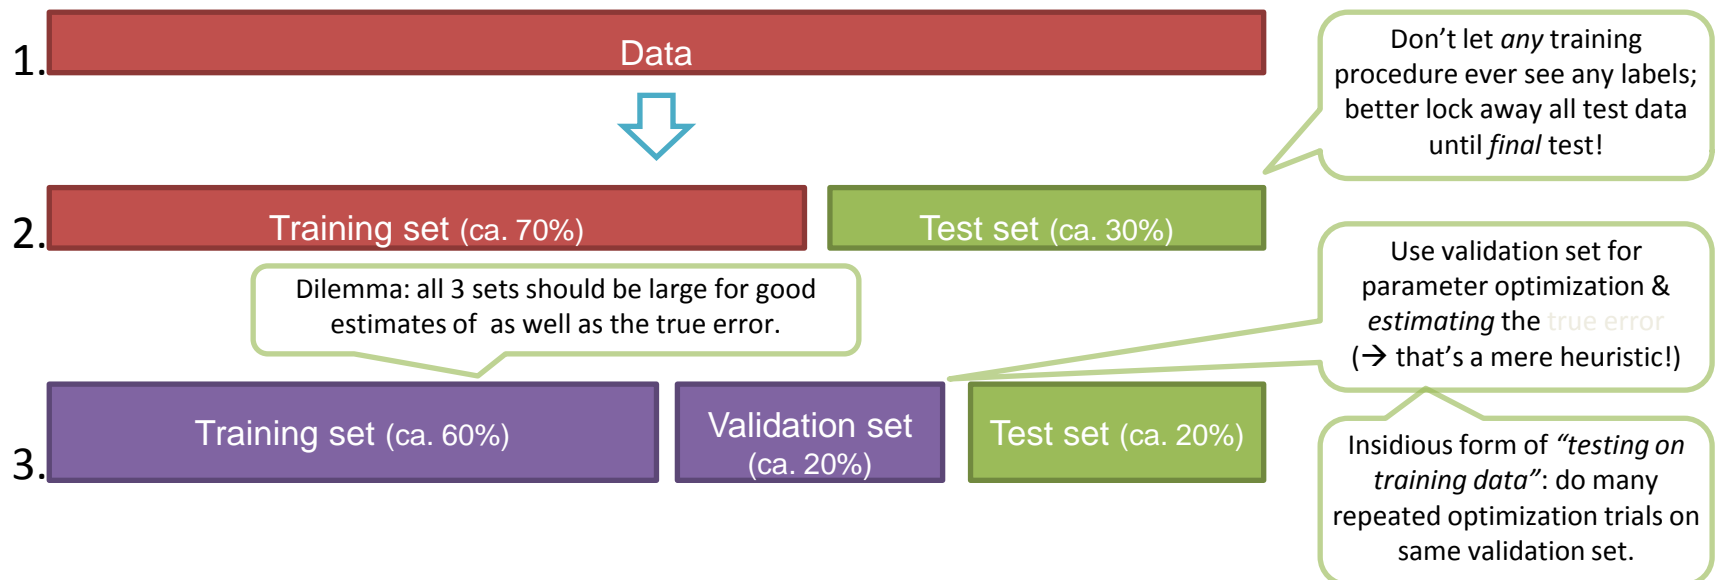 1.
Data
Don’t let any training
procedure ever see any labels;
better lock away all test data
until final test!
2.
Training set (ca. 70%)
Test set (ca. 30%)
Dilemma: all 3 sets should be large for good
estimates of  as well as the true error.
Use validation set for
parameter optimization &
estimating the true error
(→ that’s a mere heuristic!)
3.
Training set (ca. 60%)
Validation set
(ca. 20%)
Test set (ca. 20%)
Insidious form of “testing on
training data”: do many
repeated optimization trials on
same validation set.